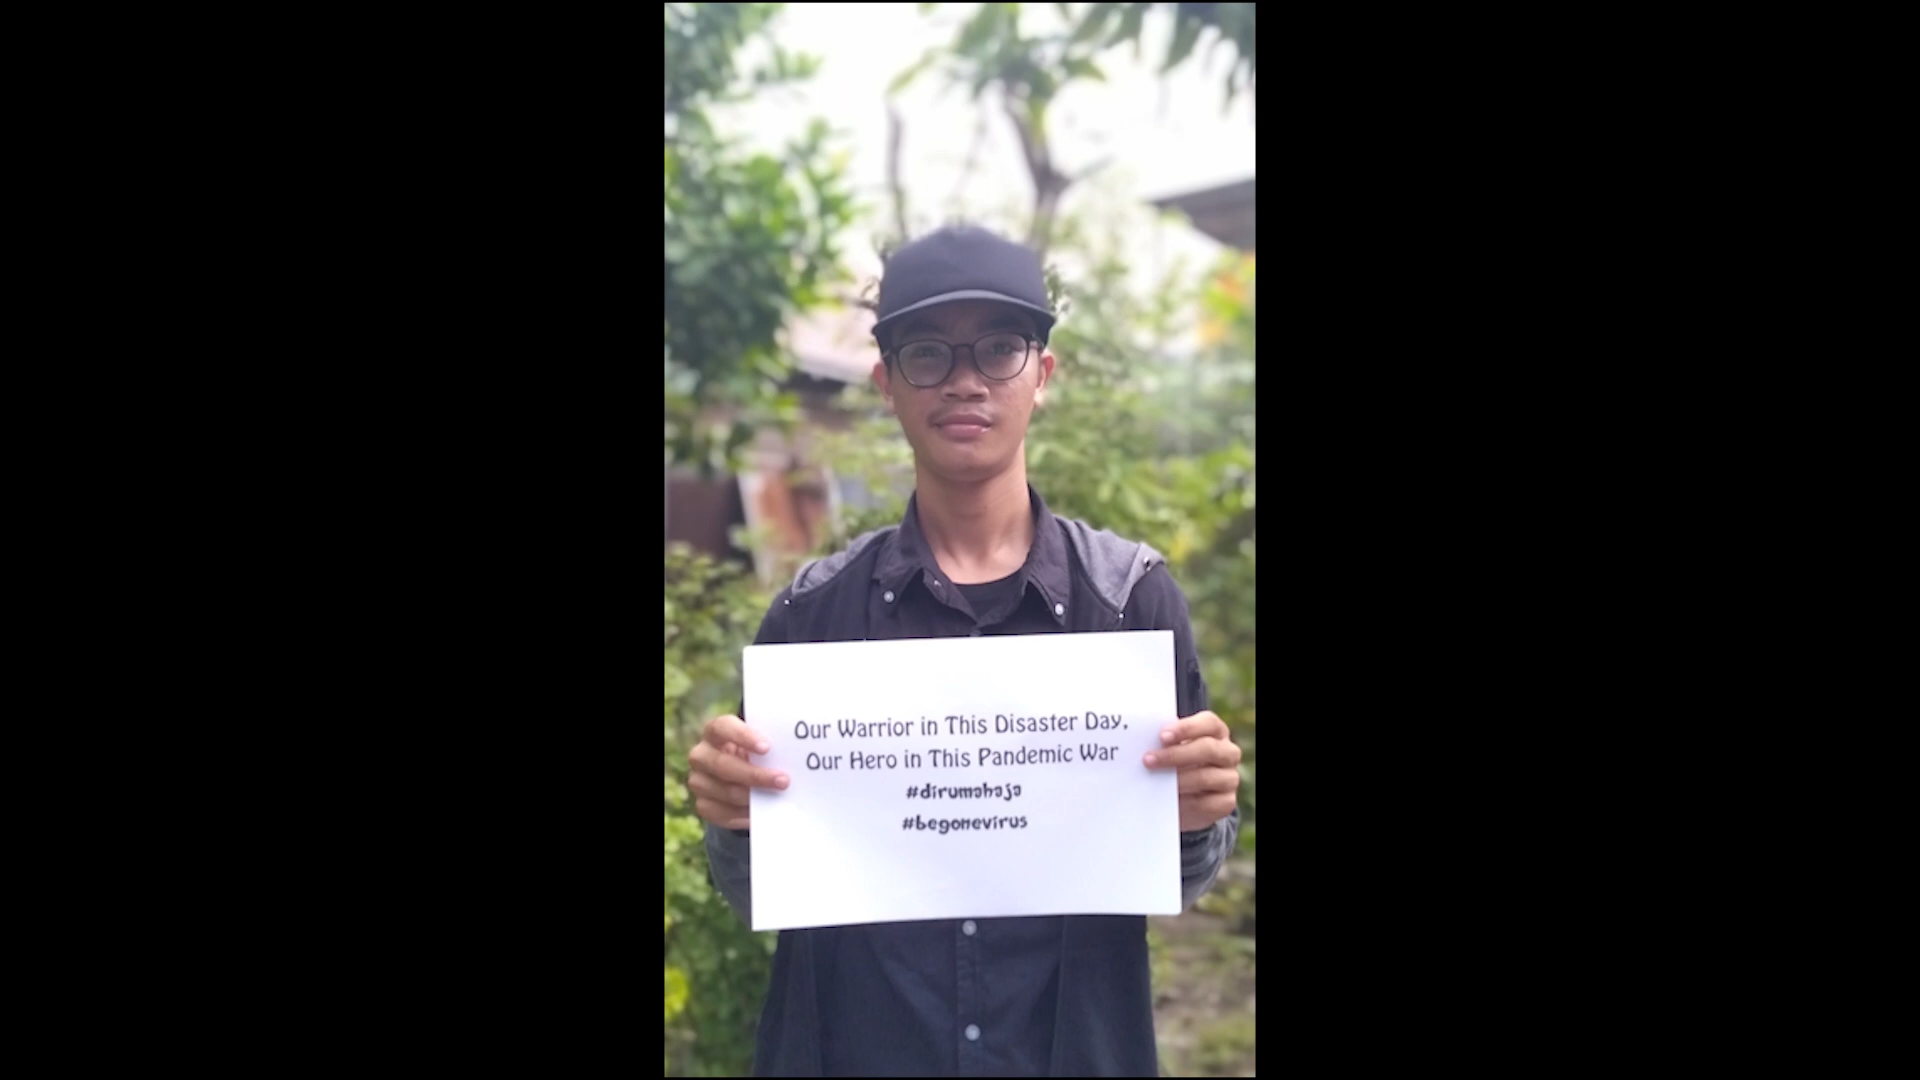 Our Warrior in This Disaster Day,
Our Hero in This Pandemic War
#dirumahaja
#begonevirus